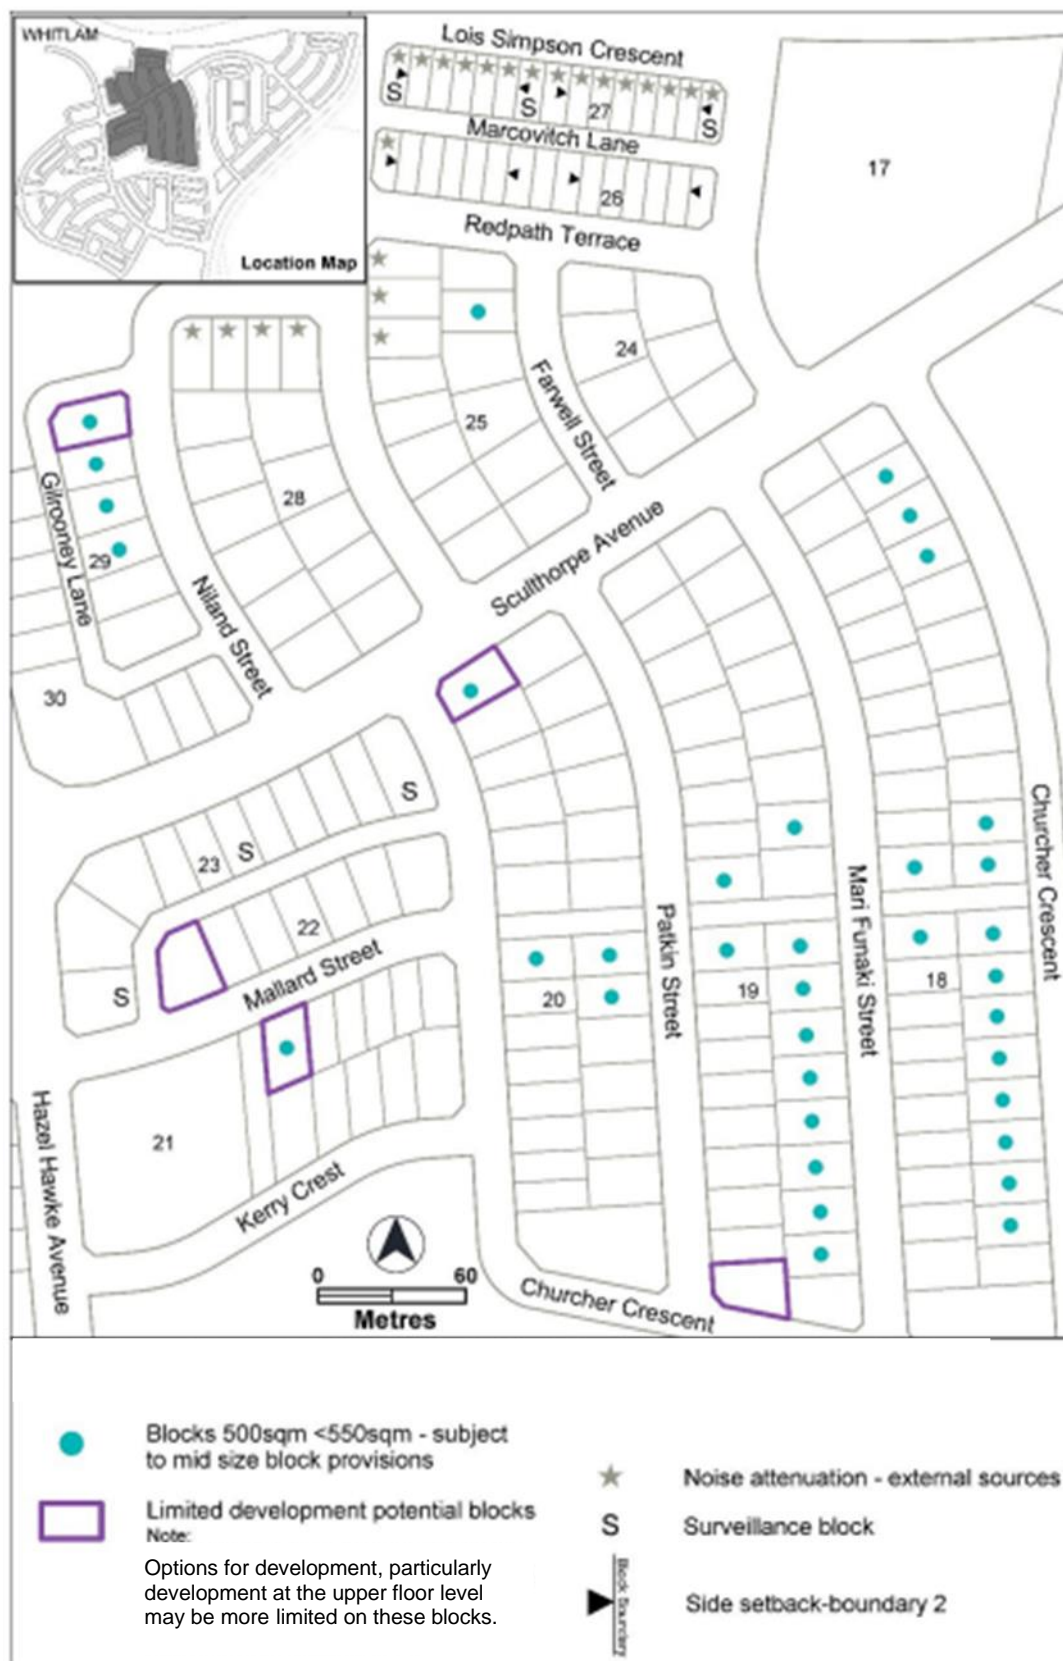 WHITLAM
Location Map
Lois Simpson Crescent
S
S
27
S
Marcovitch Lane
26
Redpath Terrace
17
24
25
Farwell Street
28
Gilrooney Lane
29
Niland Street
Sculthorpe Avenue
30
S
23
S
22
S
Mallard Street
20
Patkin Street
19
Mari Fumaki Street
18
Churcher Crescent
21
Hazel Hawke Avenue
Kerry Crest
0 60
Metres
Churcher Crescent
Blocks 500sqm <550sqm - subject
to mid size block provisions
Limited development potential blocks
Note:
Options for development, particularly
development at the upper floor level
may be more limited on these blocks.
Noise attenuation - external sources
S Surveillance block
Block Boundary
Side setback-boundary 2